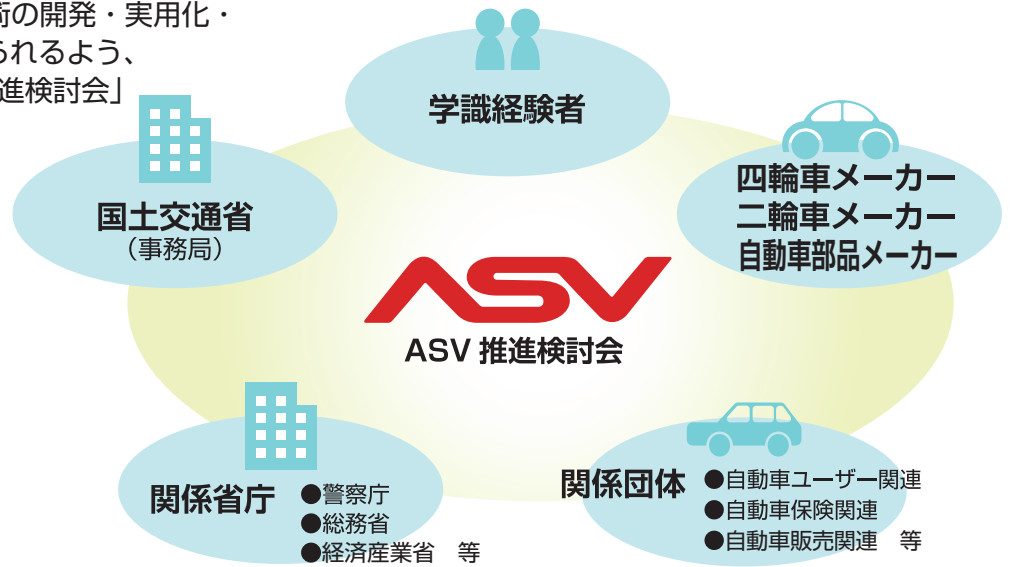 術の開発・実用化・
られるよう、
進検討会」
学識経験者
国土交通省
（事務局）
四輪車メーカー
二輪車メーカー
自動車部品メーカー
ASV
ASV 推進検討会
関係省庁
●警察庁
●総務省
●経済産業省　等
関係団体
●自動車ユーザー関連
●自動車保険関連
●自動車販売関連　等